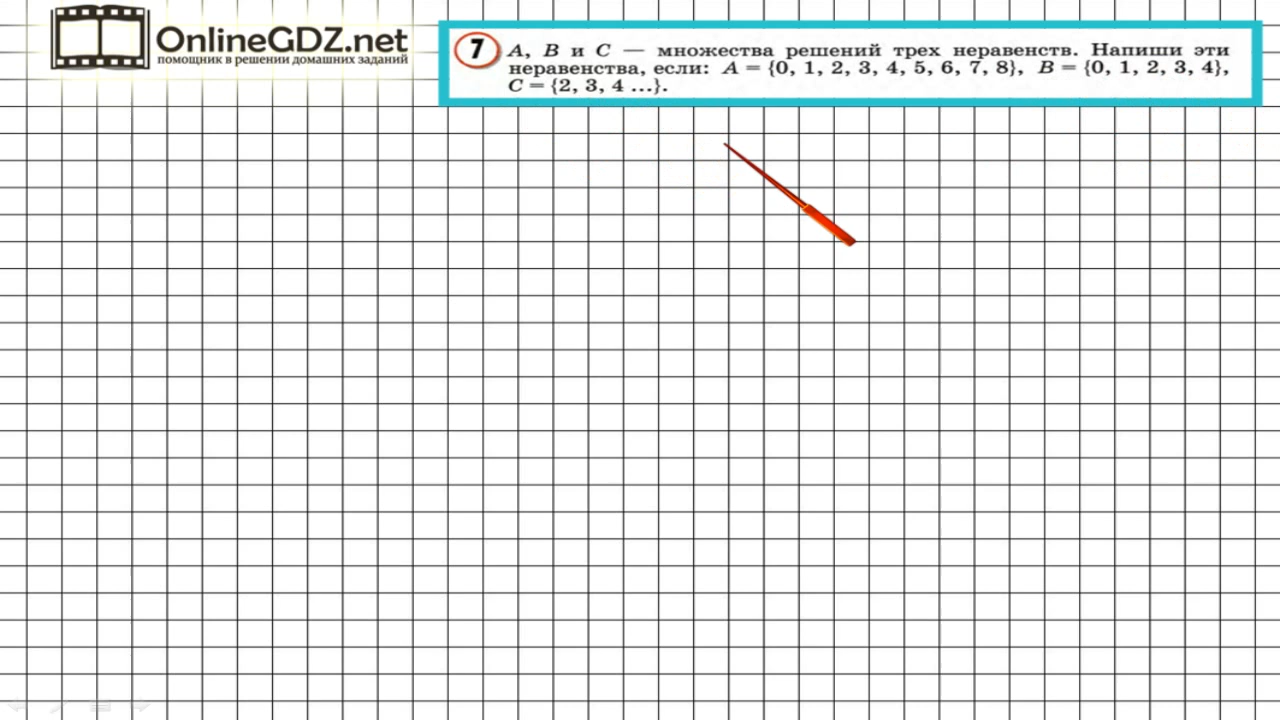 OnlineGDZ.net
помощник в решении домашних заданий
7 A, B и C — множества решений трех неравенств. Напиши эти
неравенства, если: A = {0, 1, 2, 3, 4, 5, 6, 7, 8}, B = {0, 1, 2, 3, 4},
C = {2, 3, 4 ...}.